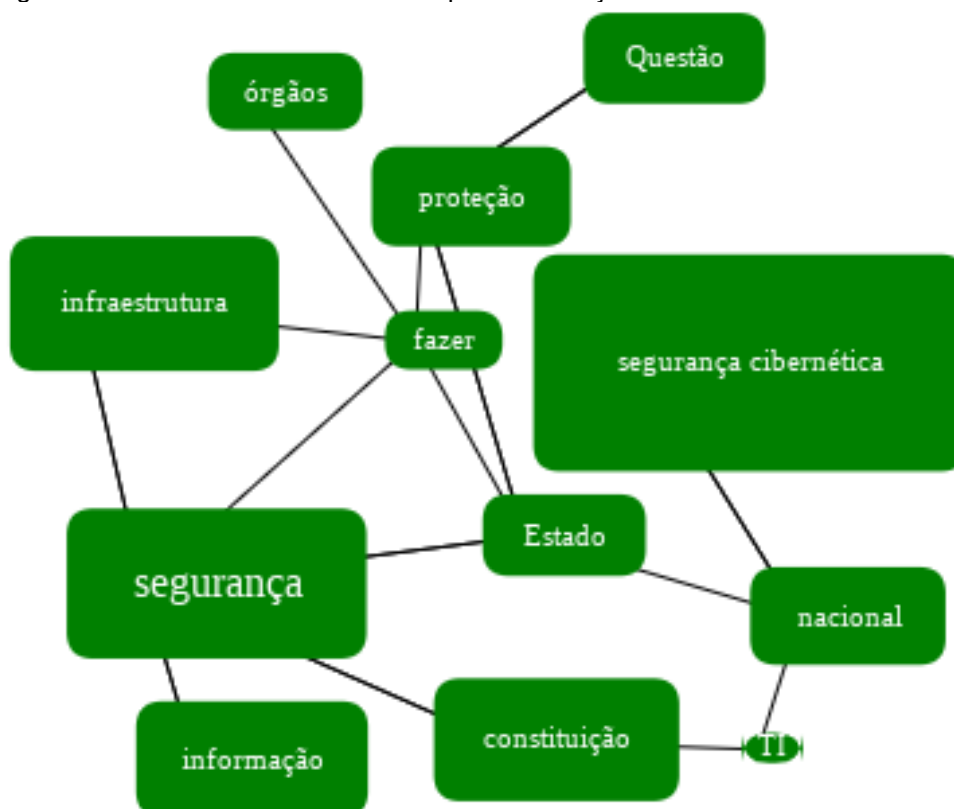 Questão
órgãos
proteção
infraestrutura
fazer
segurança cibernética
Estado
segurança
nacional
constituição
TI
informação